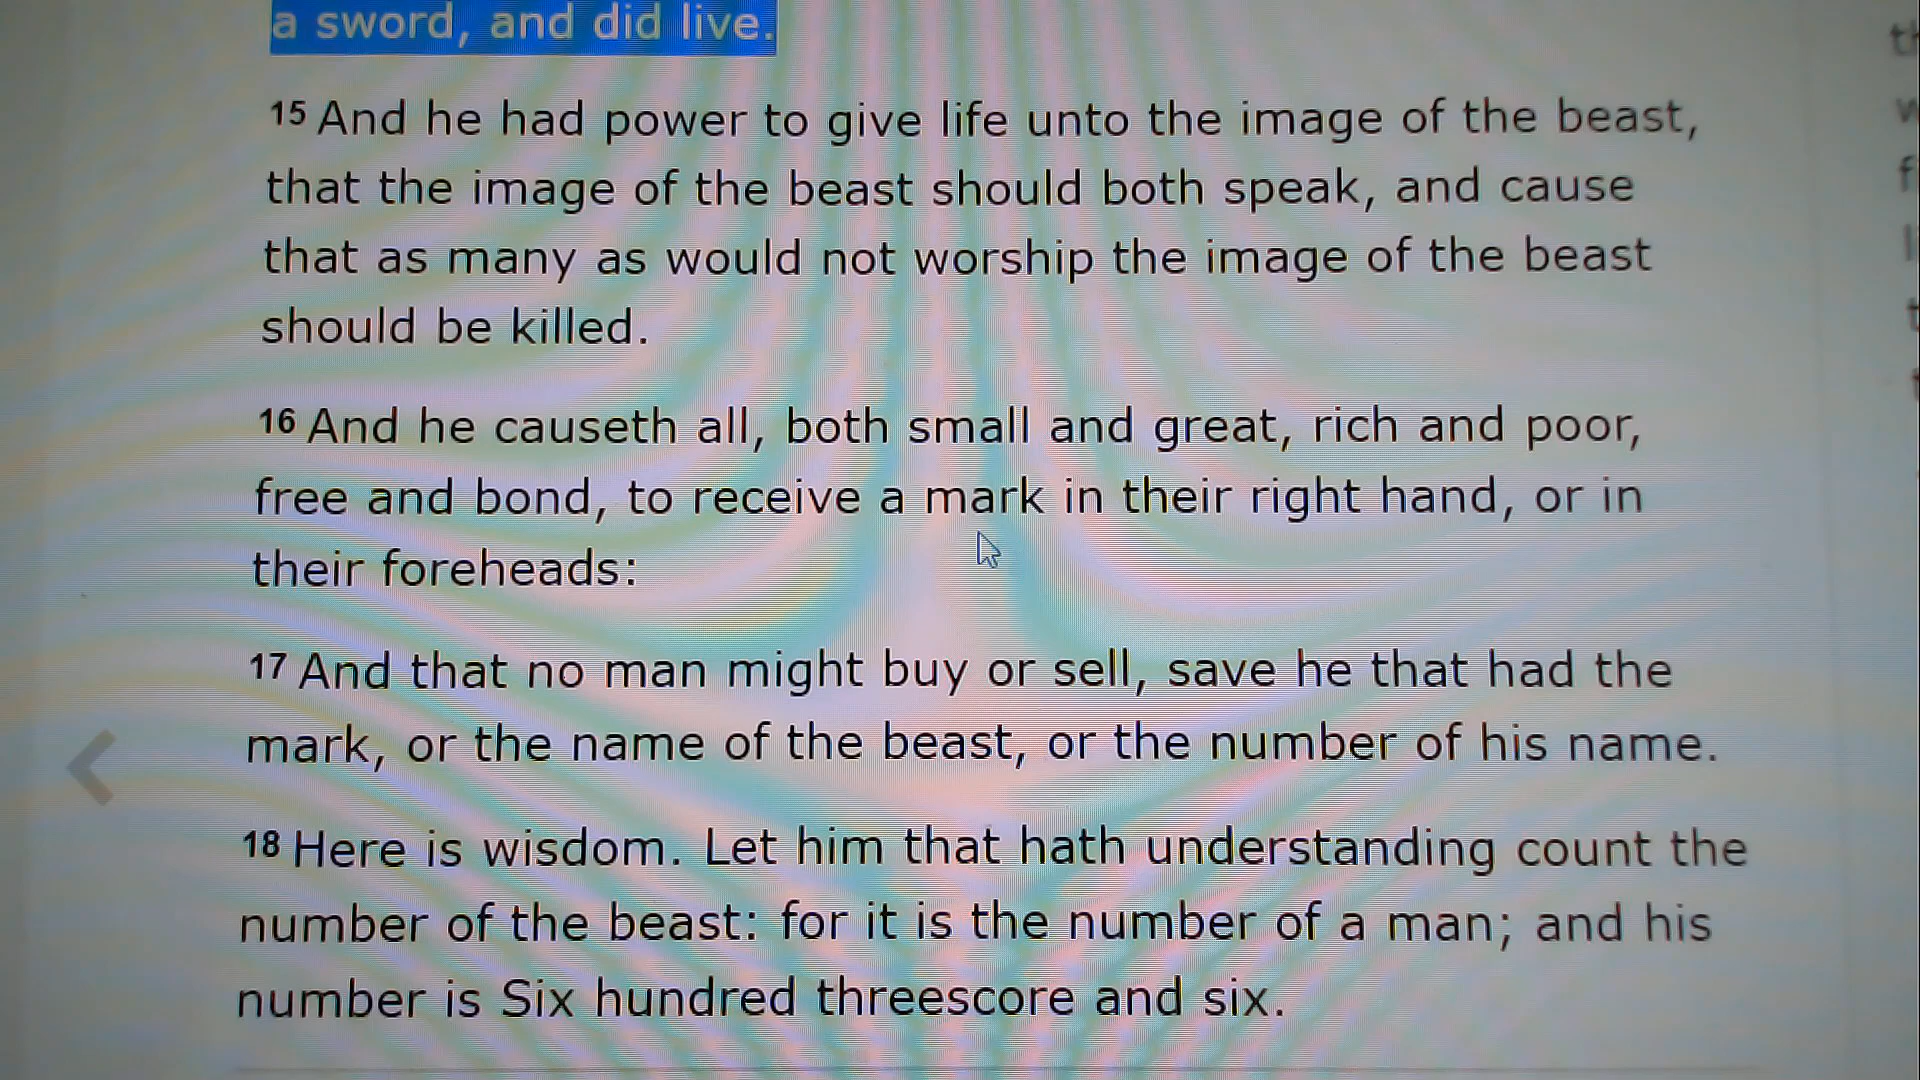 a sword, and did live.
15 And he had power to give life unto the image of the beast,
that the image of the beast should both speak, and cause
that as many as would not worship the image of the beast
should be killed.
16 And he causeth all, both small and great, rich and poor,
free and bond, to receive a mark in their right hand, or in
their foreheads:
17 And that no man might buy or sell, save he that had the
mark, or the name of the beast, or the number of his name.
18 Here is wisdom. Let him that hath understanding count the
number of the beast: for it is the number of a man; and his
number is Six hundred threescore and six.